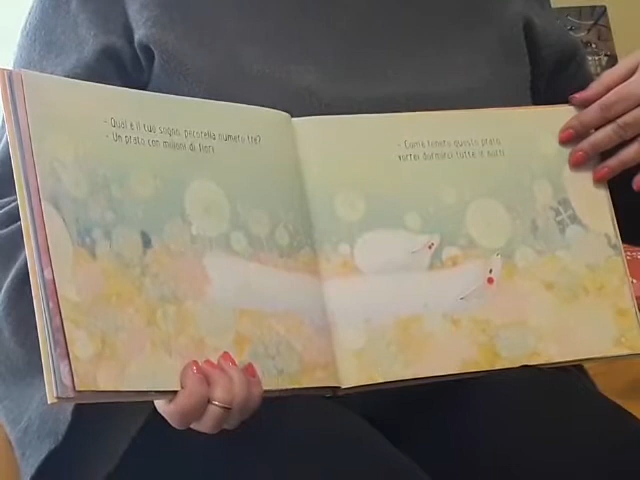 - Qual è il tuo sogno, pecorella numero tre?
- Un prato con milioni di fiori.
- Come tenero questo prato,
vorrei dormirci tutte le notti.